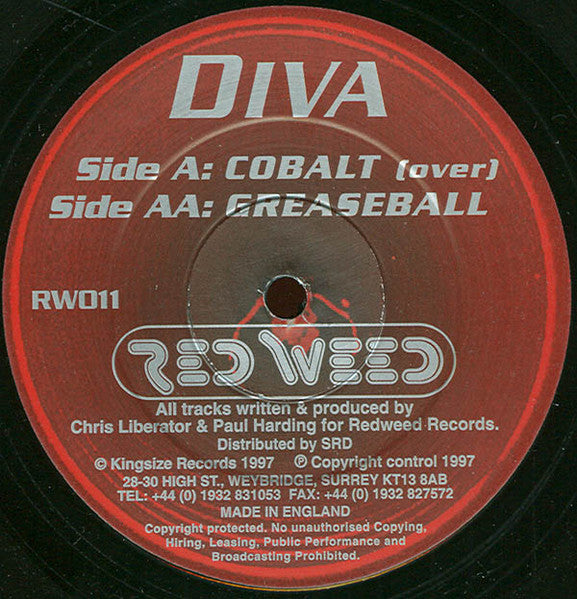 DIVA
Side A: COBALT (over)
Side AA: GREASEBALL
RW011
RED WEED
All tracks written & produced by
Chris Liberator & Paul Harding for Redweed Records.
Distributed by SRD
© Kingsize Records 1997 ℗ Copyright control 1997
28-30 HIGH ST., WEYBRIDGE, SURREY KT13 8AB
TEL: +44 (0) 1932 831053 FAX: +44 (0) 1932 827572
MADE IN ENGLAND
Copyright protected. No unauthorised Copying,
Hiring, Leasing, Public Performance and
Broadcasting Prohibited.